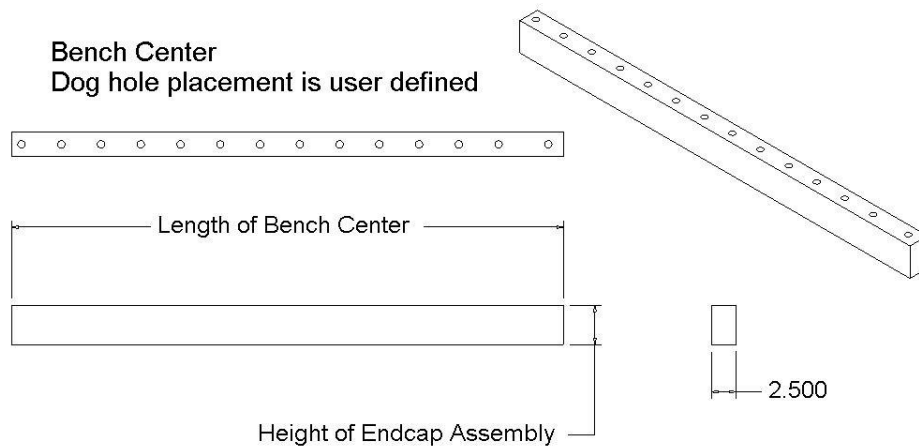 Bench Center
Dog hole placement is user defined
Length of Bench Center
2.500
Height of Endcap Assembly